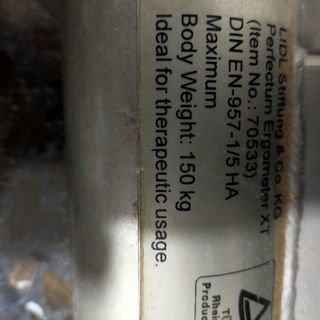 LIDL Stiftung & Co. KG
Perfectum Ergometer XT
(Item No.: 70533)
DIN EN-957-1/5 HA
Maximum
Body Weight: 150 kg
Ideal for therapeutic usage.